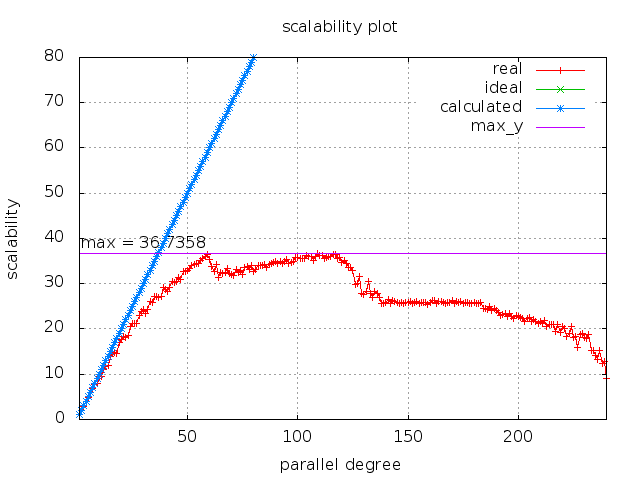 scalability plot
80
70
60
50
40
30
20
10
0
scalability
real
ideal
calculated
max_y
max = 36.7358
50
100
150
200
parallel degree